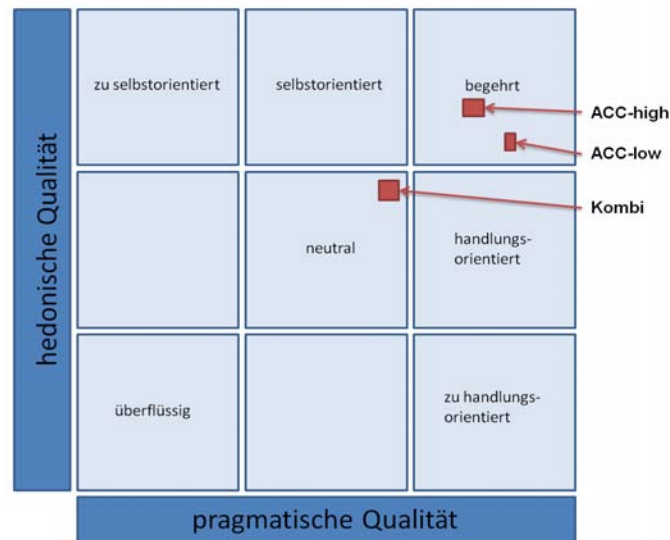 zu selbstorientiert
selbstorientiert
begehrt
ACC-high
ACC-low
Kombi
neutral
handlungs-
orientiert
überflüssig
zu handlungs-
orientiert
hedonische Qualität
pragmatische Qualität